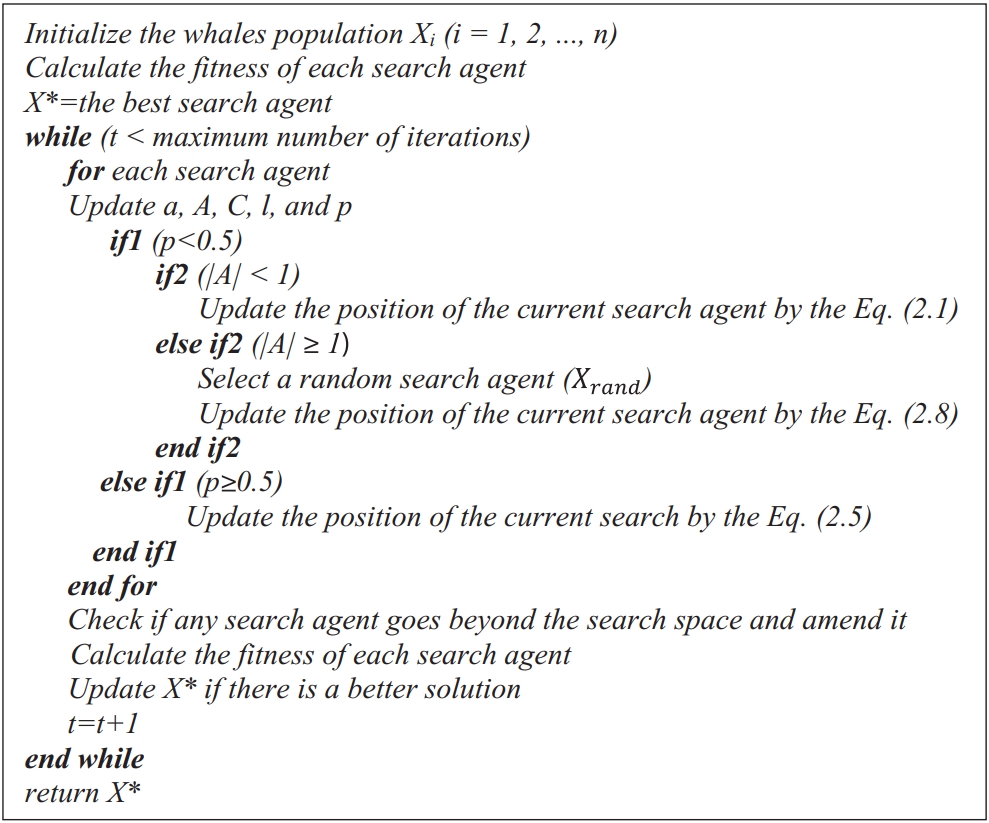 Initialize the whales population Xᵢ (i = 1, 2, ..., n)
Calculate the fitness of each search agent
X*=the best search agent
while (t < maximum number of iterations)
for each search agent
Update a, A, C, l, and p
if1 (p<0.5)
if2 (|A| < 1)
Update the position of the current search agent by the Eq. (2.1)
else if2 (|A| ≥ 1)
Select a random search agent (X_rand)
Update the position of the current search agent by the Eq. (2.8)
end if2
else if1 (p≥0.5)
Update the position of the current search by the Eq. (2.5)
end if1
end for
Check if any search agent goes beyond the search space and amend it
Calculate the fitness of each search agent
Update X* if there is a better solution
t=t+1
end while
return X*